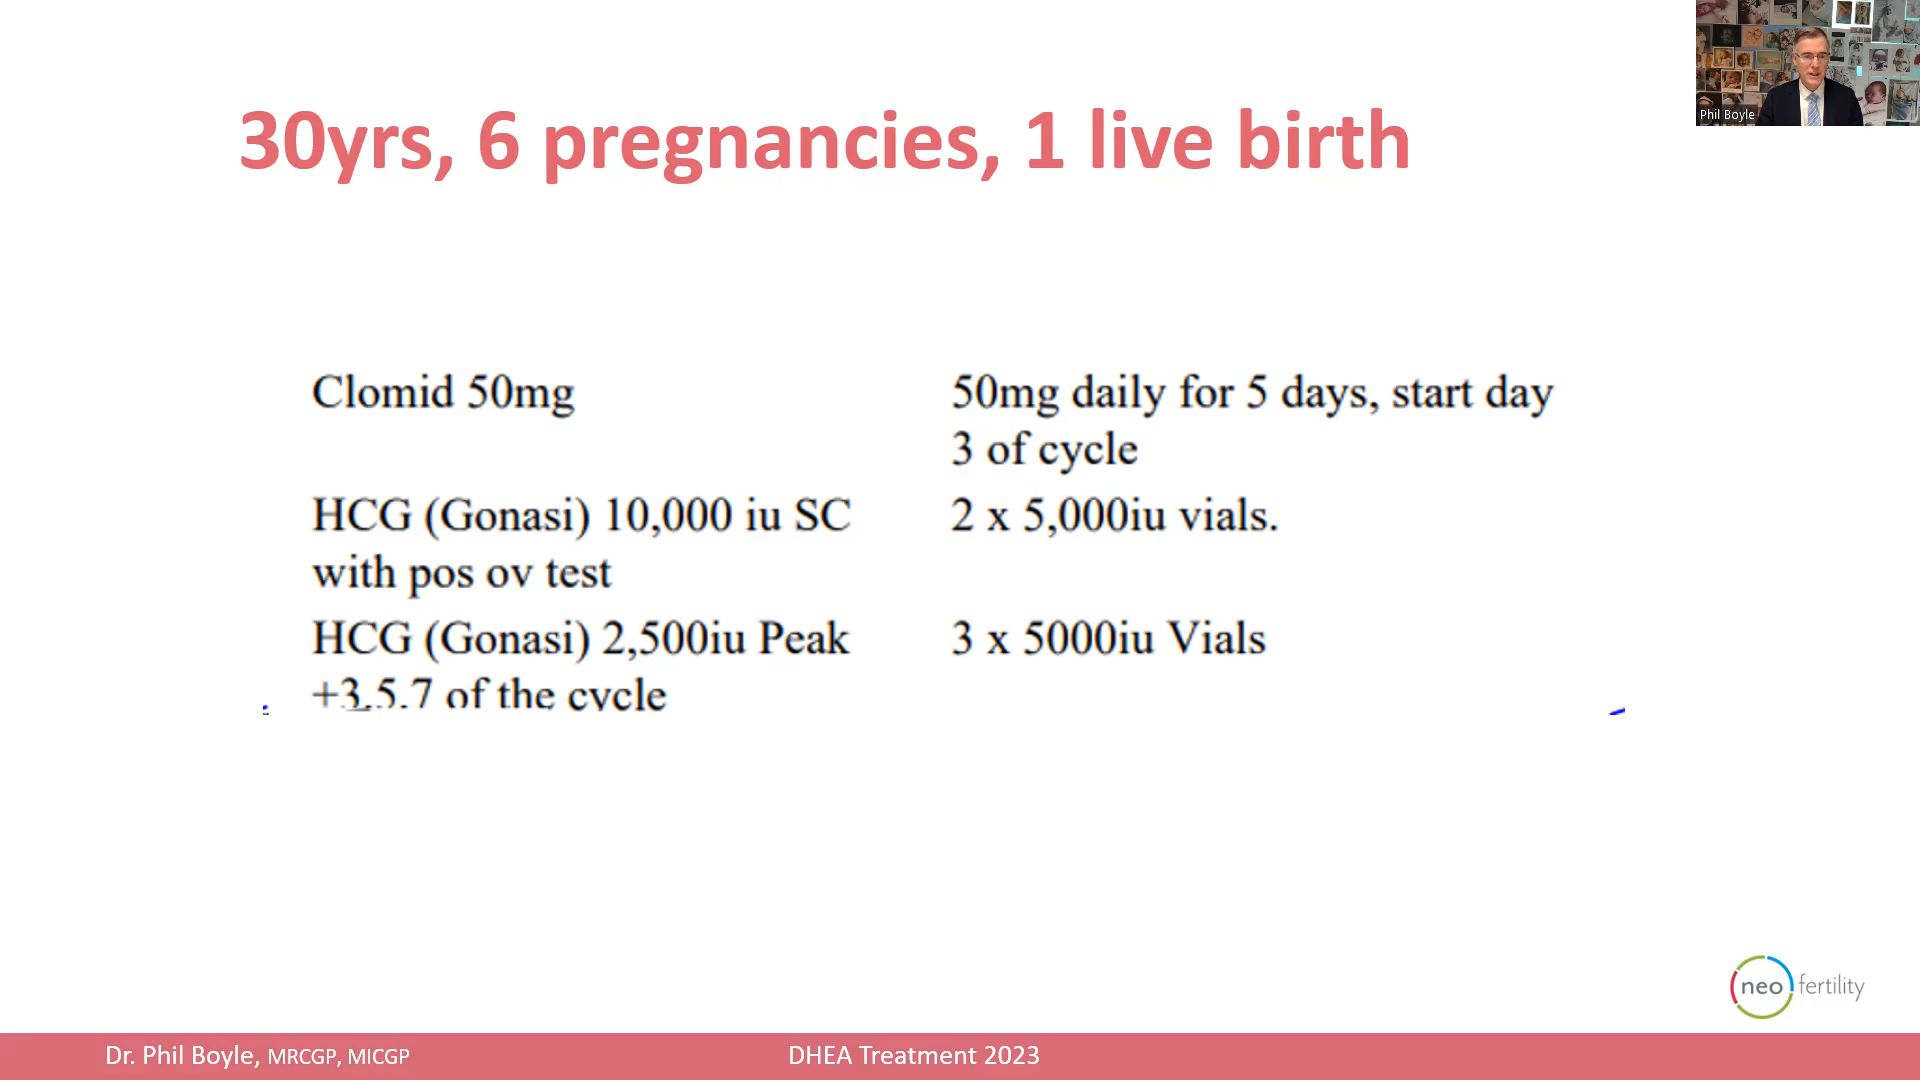 Phil Boyle
30yrs, 6 pregnancies, 1 live birth
Clomid 50mg
50mg daily for 5 days, start day
3 of cycle
HCG (Gonasi) 10,000 iu SC
with pos ov test
2 x 5,000iu vials.
HCG (Gonasi) 2,500iu Peak
+3,5,7 of the cycle
3 x 5000iu Vials
neo fertility
Dr. Phil Boyle, MRCGP, MICGP
DHEA Treatment 2023